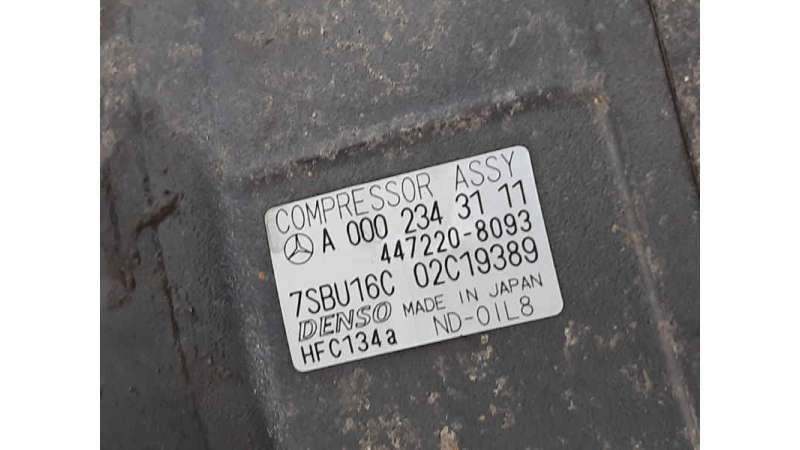 COMPRESSOR ASSY
A 000 234 31 11
447220-8093
7SBU16C 02C19389
DENSO MADE IN JAPAN
HFC134a ND-OIL8